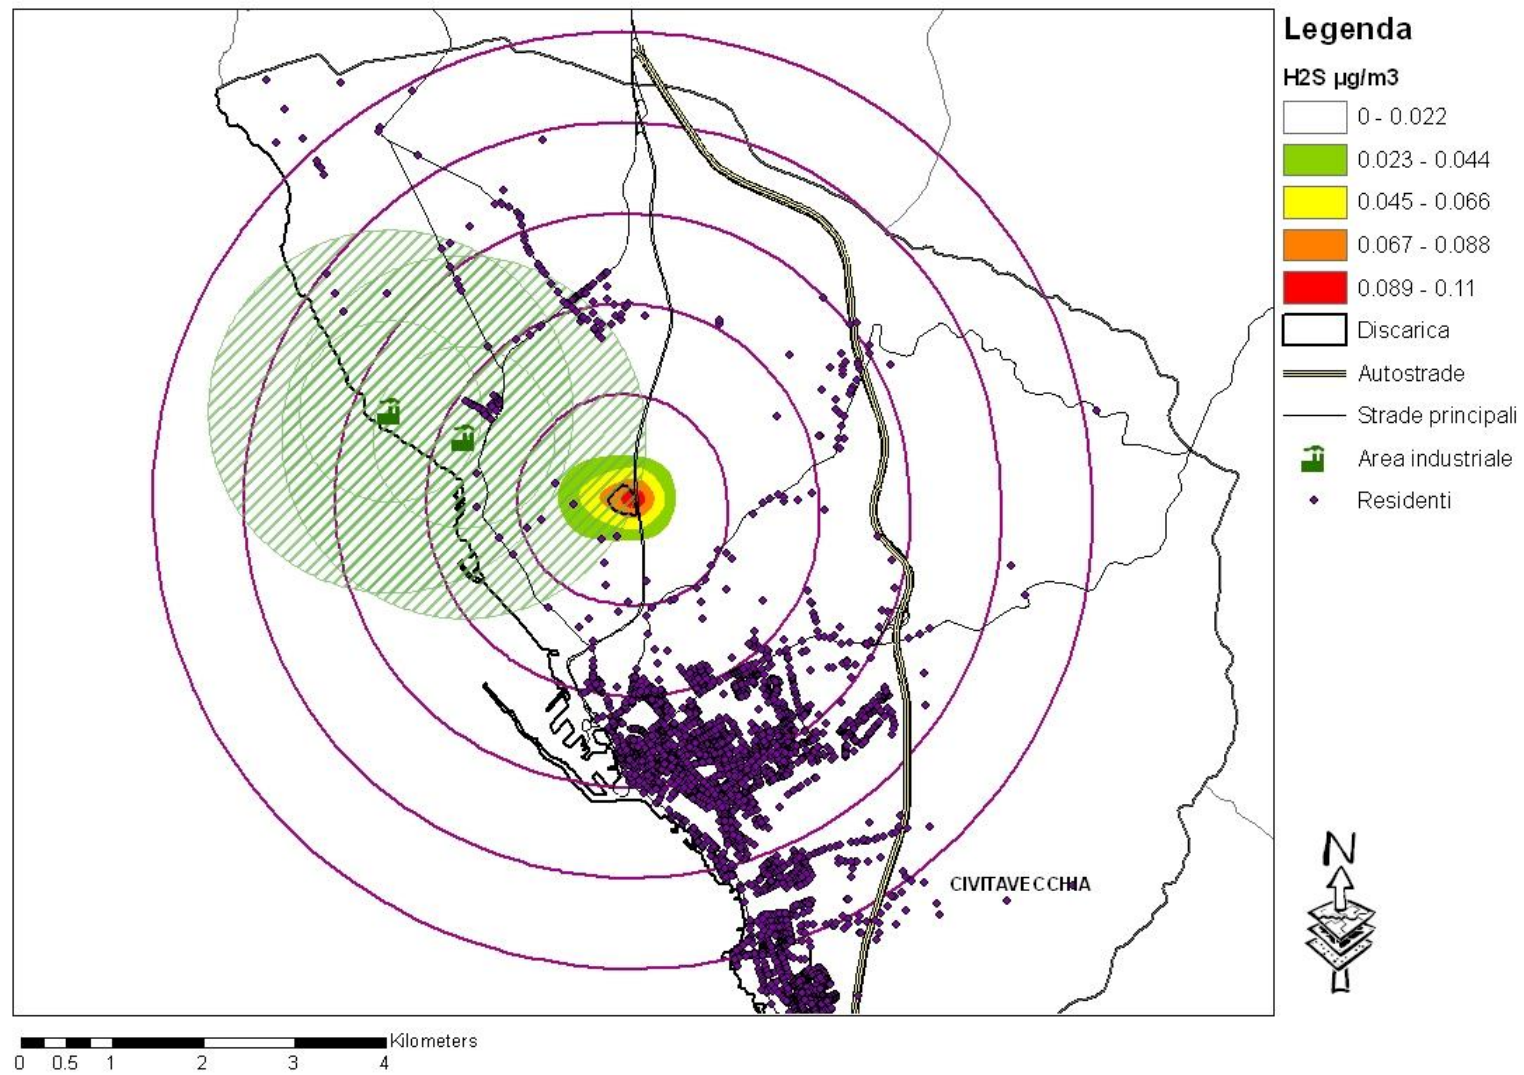 Legenda
H2S µg/m3
0 - 0.022
0.023 - 0.044
0.045 - 0.066
0.067 - 0.088
0.089 - 0.11
Discarica
Autostrade
Strade principali
Area industriale
Residenti
CIVITAVECCHIA
N
Kilometers
0 0.5 1 2 3 4